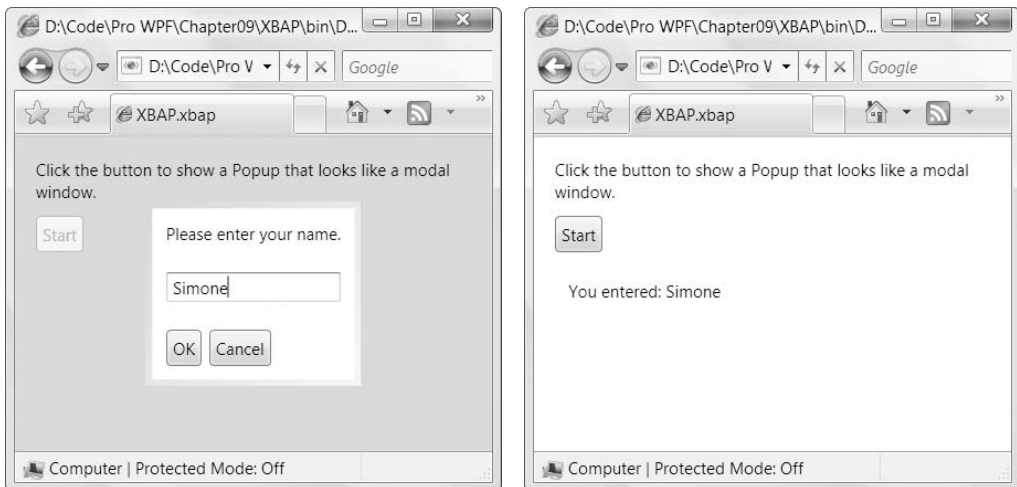 D:\Code\Pro WPF\Chapter09\XBAP\bin\D...
D:\Code\Pro V
Google
XBAP.xbap
Click the button to show a Popup that looks like a modal
window.
Start
Please enter your name.
Simone
OK Cancel
Computer | Protected Mode: Off
D:\Code\Pro WPF\Chapter09\XBAP\bin\D...
D:\Code\Pro V
Google
XBAP.xbap
Click the button to show a Popup that looks like a modal
window.
Start
You entered: Simone
Computer | Protected Mode: Off